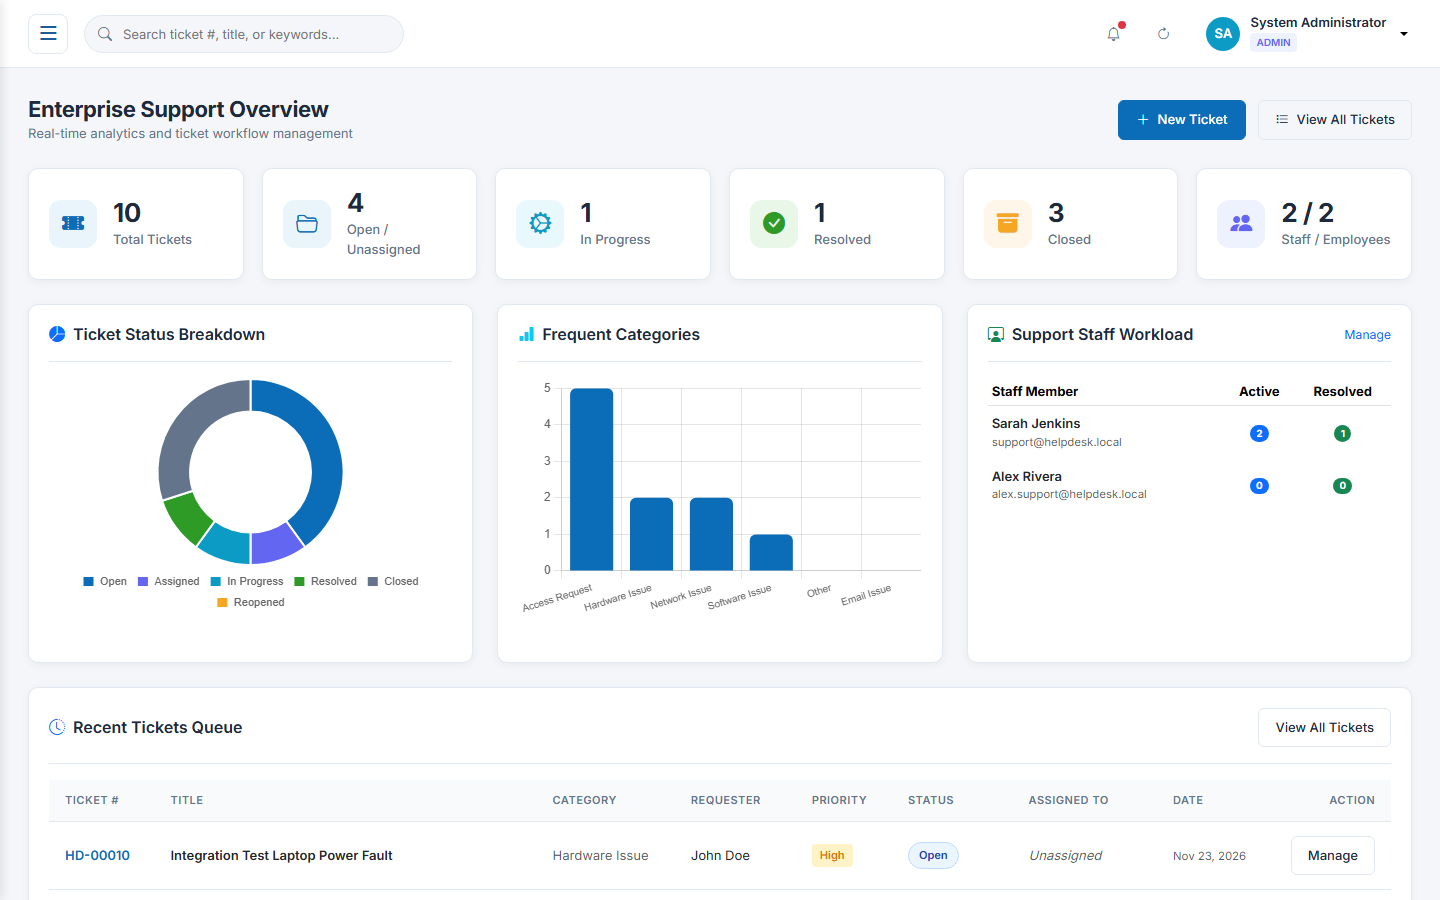 Search ticket #, title, or keywords...
SA
System Administrator
ADMIN
Enterprise Support Overview
Real-time analytics and ticket workflow management
New Ticket
View All Tickets
10
Total Tickets
4
Open /
Unassigned
1
In Progress
1
Resolved
3
Closed
2 / 2
Staff / Employees
Ticket Status Breakdown
Open
Assigned
In Progress
Resolved
Closed
Reopened
Frequent Categories
5
4
3
2
1
0
Access Request
Hardware Issue
Network Issue
Software Issue
Other
Email Issue
Support Staff Workload
Manage
Staff Member Active Resolved
Sarah Jenkins
support@helpdesk.local
2 1
Alex Rivera
alex.support@helpdesk.local
0 0
Recent Tickets Queue
View All Tickets
TICKET # TITLE CATEGORY REQUESTER PRIORITY STATUS ASSIGNED TO DATE ACTION
HD-00010 Integration Test Laptop Power Fault Hardware Issue John Doe High Open Unassigned Nov 23, 2026 Manage